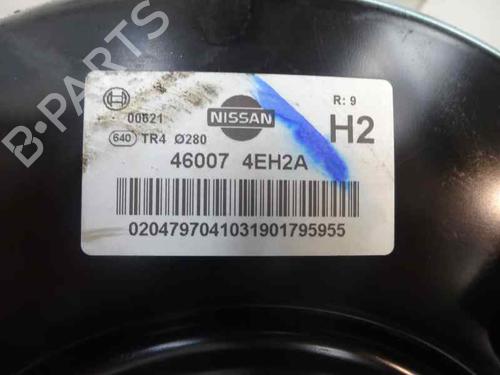 B-PARTS
00621
NISSAN
R: 9
H2
640 TR4 Ø280
46007 4EH2A
0204797041031901795955